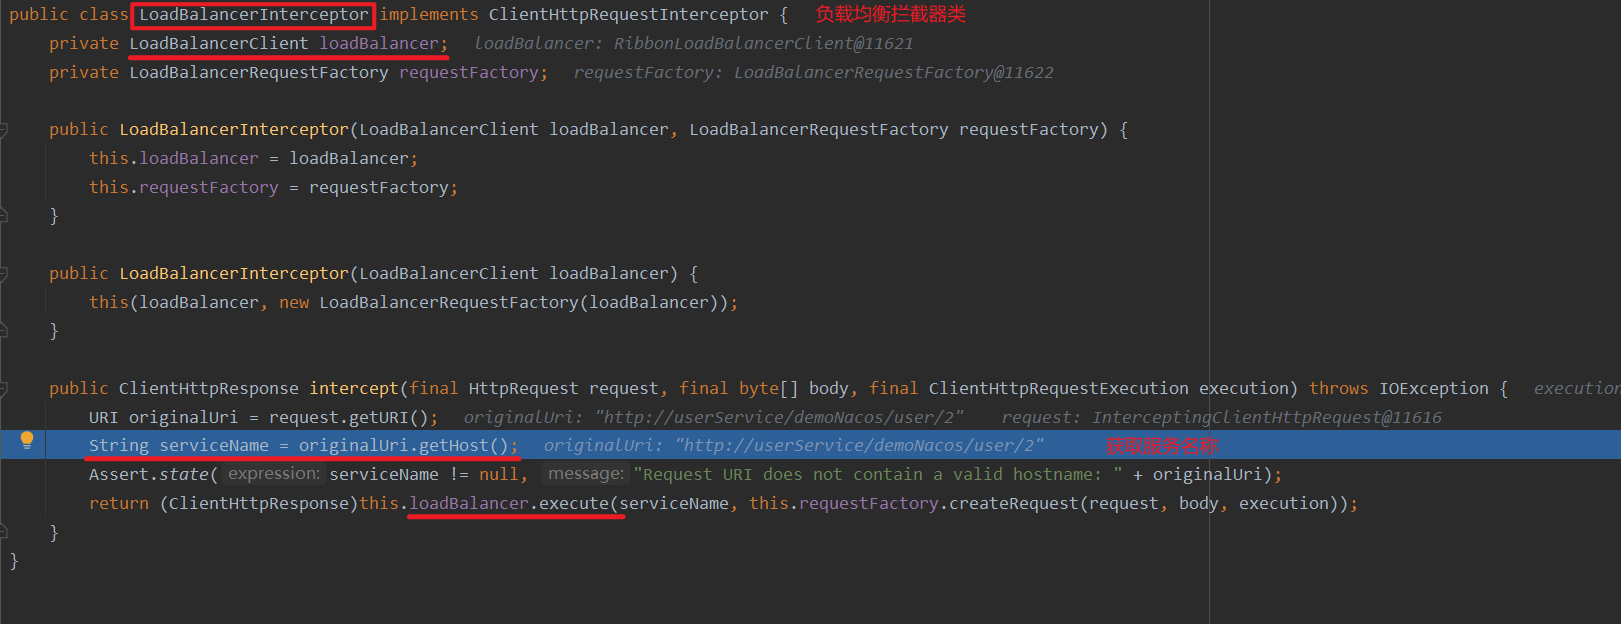 public class LoadBalancerInterceptor implements ClientHttpRequestInterceptor { 负载均衡拦截器类
private LoadBalancerClient loadBalancer; loadBalancer: RibbonLoadBalancerClient@11621
private LoadBalancerRequestFactory requestFactory; requestFactory: LoadBalancerRequestFactory@11622
public LoadBalancerInterceptor(LoadBalancerClient loadBalancer, LoadBalancerRequestFactory requestFactory) {
this.loadBalancer = loadBalancer;
this.requestFactory = requestFactory;
}
public LoadBalancerInterceptor(LoadBalancerClient loadBalancer) {
this(loadBalancer, new LoadBalancerRequestFactory(loadBalancer));
}
public ClientHttpResponse intercept(final HttpRequest request, final byte[] body, final ClientHttpRequestExecution execution) throws IOException { execution
URI originalUri = request.getURI(); originalUri: "http://userService/demoNacos/user/2" request: InterceptingClientHttpRequest@11616
String serviceName = originalUri.getHost(); originalUri: "http://userService/demoNacos/user/2" 获取服务名称
Assert.state( expression: serviceName != null, message: "Request URI does not contain a valid hostname: " + originalUri);
return (ClientHttpResponse)this.loadBalancer.execute(serviceName, this.requestFactory.createRequest(request, body, execution));
}
}